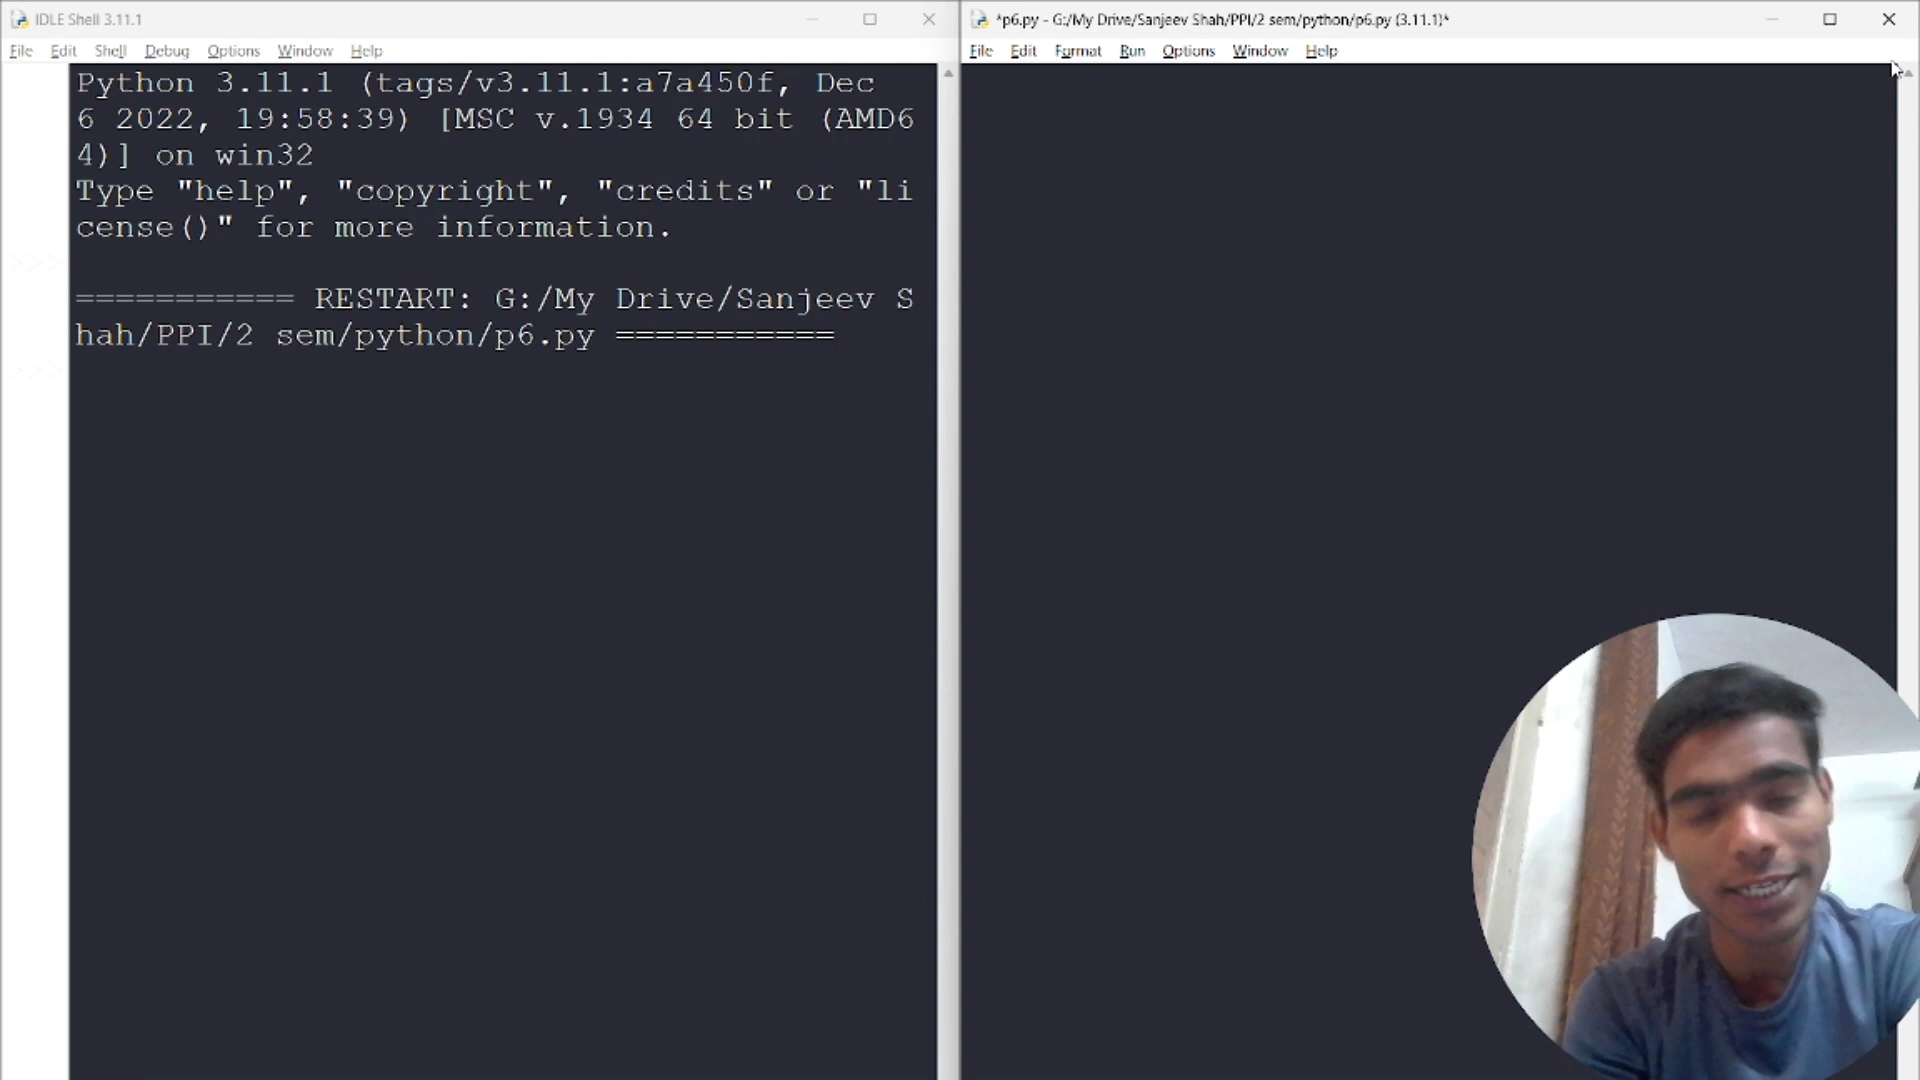 IDLE Shell 3.11.1
File Edit Shell Debug Options Window Help
Python 3.11.1 (tags/v3.11.1:a7a450f, Dec
6 2022, 19:58:39) [MSC v.1934 64 bit (AMD6
4)] on win32
Type "help", "copyright", "credits" or "li
cense()" for more information.
>>>
=========== RESTART: G:/My Drive/Sanjeev S
hah/PPI/2 sem/python/p6.py ===========
>>>
*p6.py - G:/My Drive/Sanjeev Shah/PPI/2 sem/python/p6.py (3.11.1)*
File Edit Format Run Options Window Help